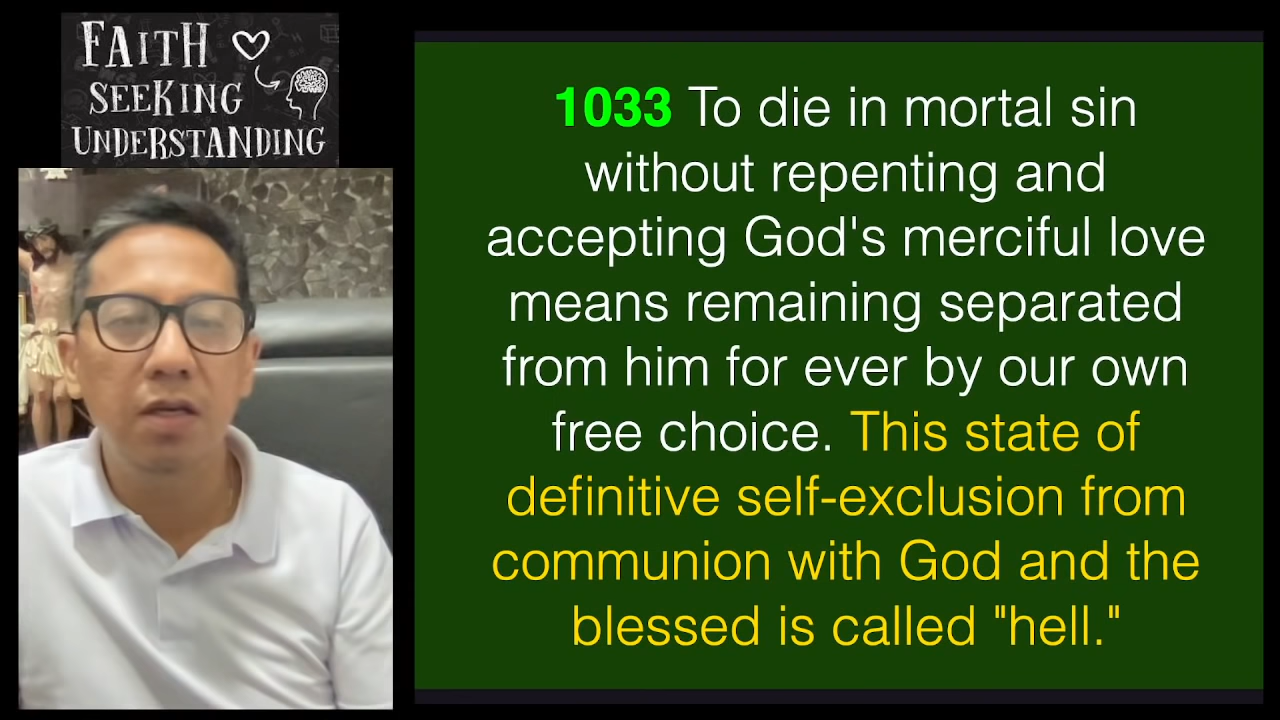 FAITH
SEEKING
UNDERSTANDING
1033 To die in mortal sin
without repenting and
accepting God's merciful love
means remaining separated
from him for ever by our own
free choice. This state of
definitive self-exclusion from
communion with God and the
blessed is called "hell."